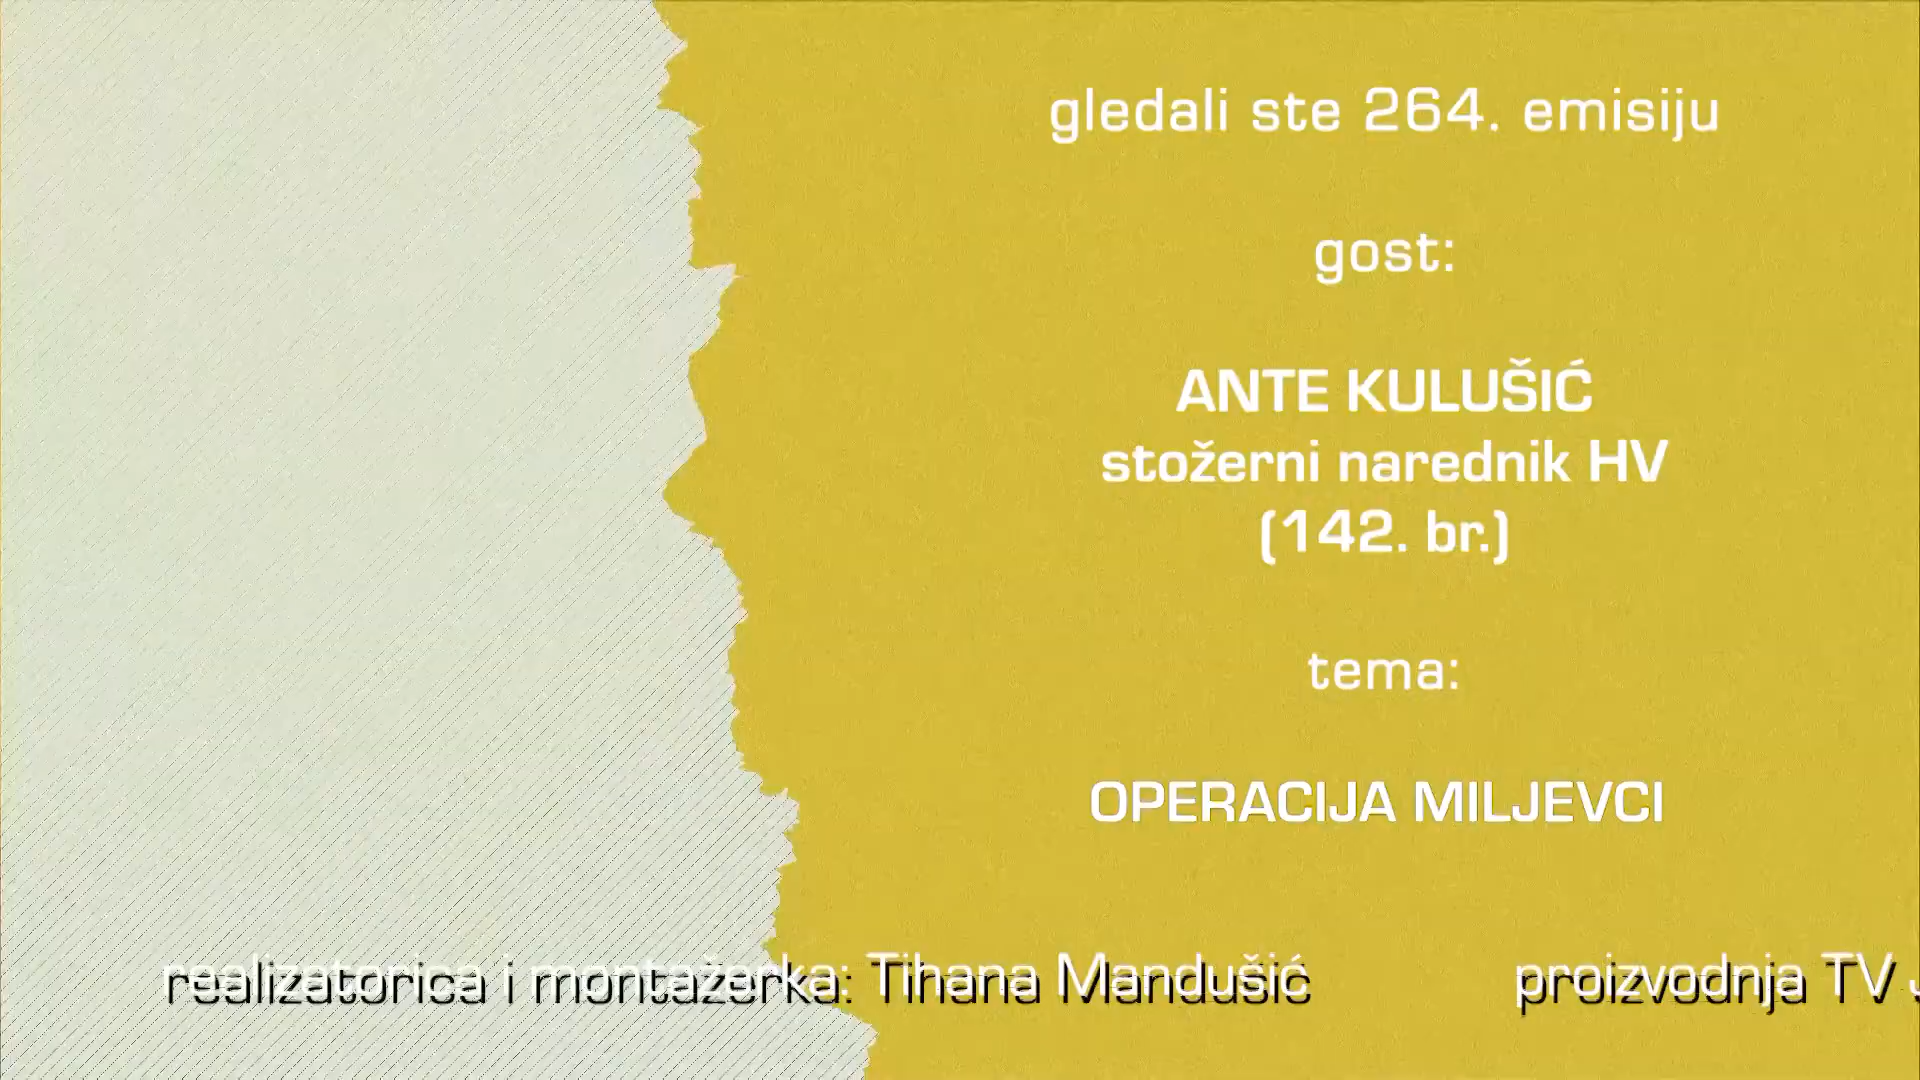 gledali ste 264. emisiju
gost:
ANTE KULUŠIĆ
stožerni narednik HV
(142. br.)
tema:
OPERACIJA MILJEVCI
realizatorica i montažerka: Tihana Mandušić proizvodnja TV